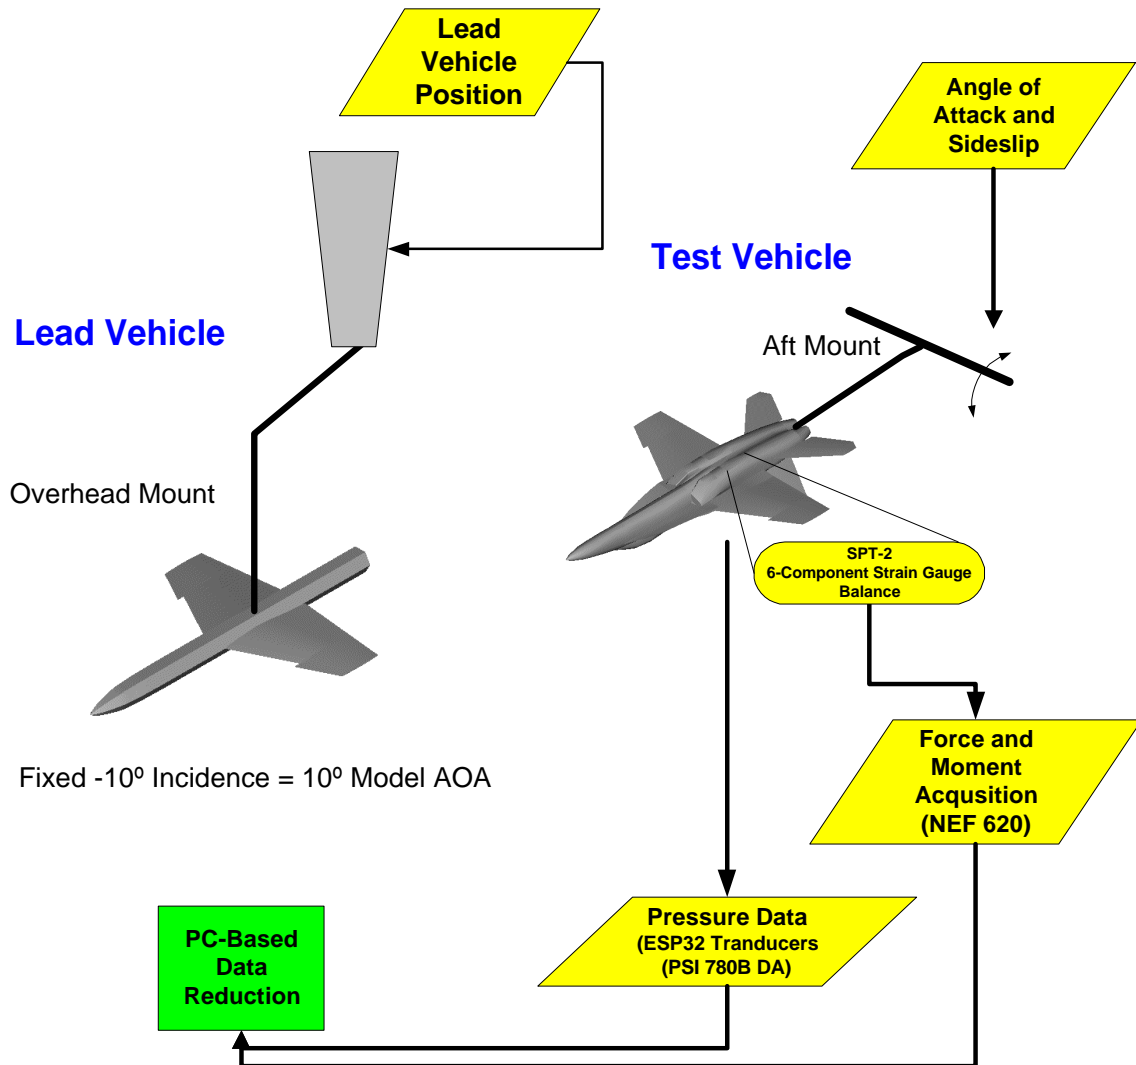 Lead
Vehicle
Position
Angle of
Attack and
Sideslip
Test Vehicle
Lead Vehicle
Aft Mount
Overhead Mount
SPT-2
6-Component Strain Gauge
Balance
Force and
Moment
Acqusition
(NEF 620)
Fixed -10º Incidence = 10º Model AOA
Pressure Data
(ESP32 Tranducers
(PSI 780B DA)
PC-Based
Data
Reduction